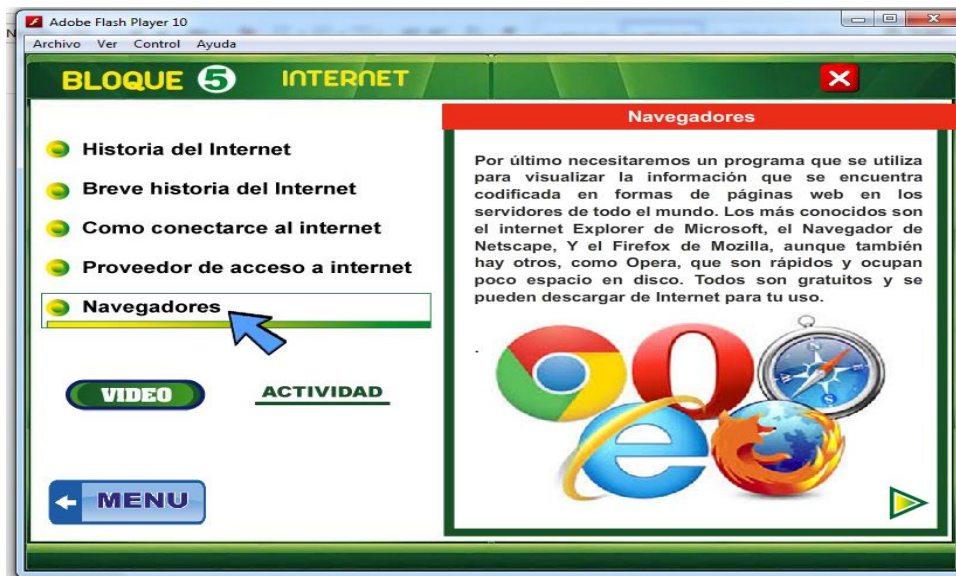 Adobe Flash Player 10
Archivo Ver Control Ayuda
BLOQUE 5 INTERNET
Historia del Internet
Breve historia del Internet
Como conectarce al internet
Proveedor de acceso a internet
Navegadores
VIDEO
ACTIVIDAD
MENU
Navegadores
Por último necesitaremos un programa que se utiliza
para visualizar la información que se encuentra
codificada en formas de páginas web en los
servidores de todo el mundo. Los más conocidos son
el internet Explorer de Microsoft, el Navegador de
Netscape, Y el Firefox de Mozilla, aunque también
hay otros, como Opera, que son rápidos y ocupan
poco espacio en disco. Todos son gratuitos y se
pueden descargar de Internet para tu uso.
.